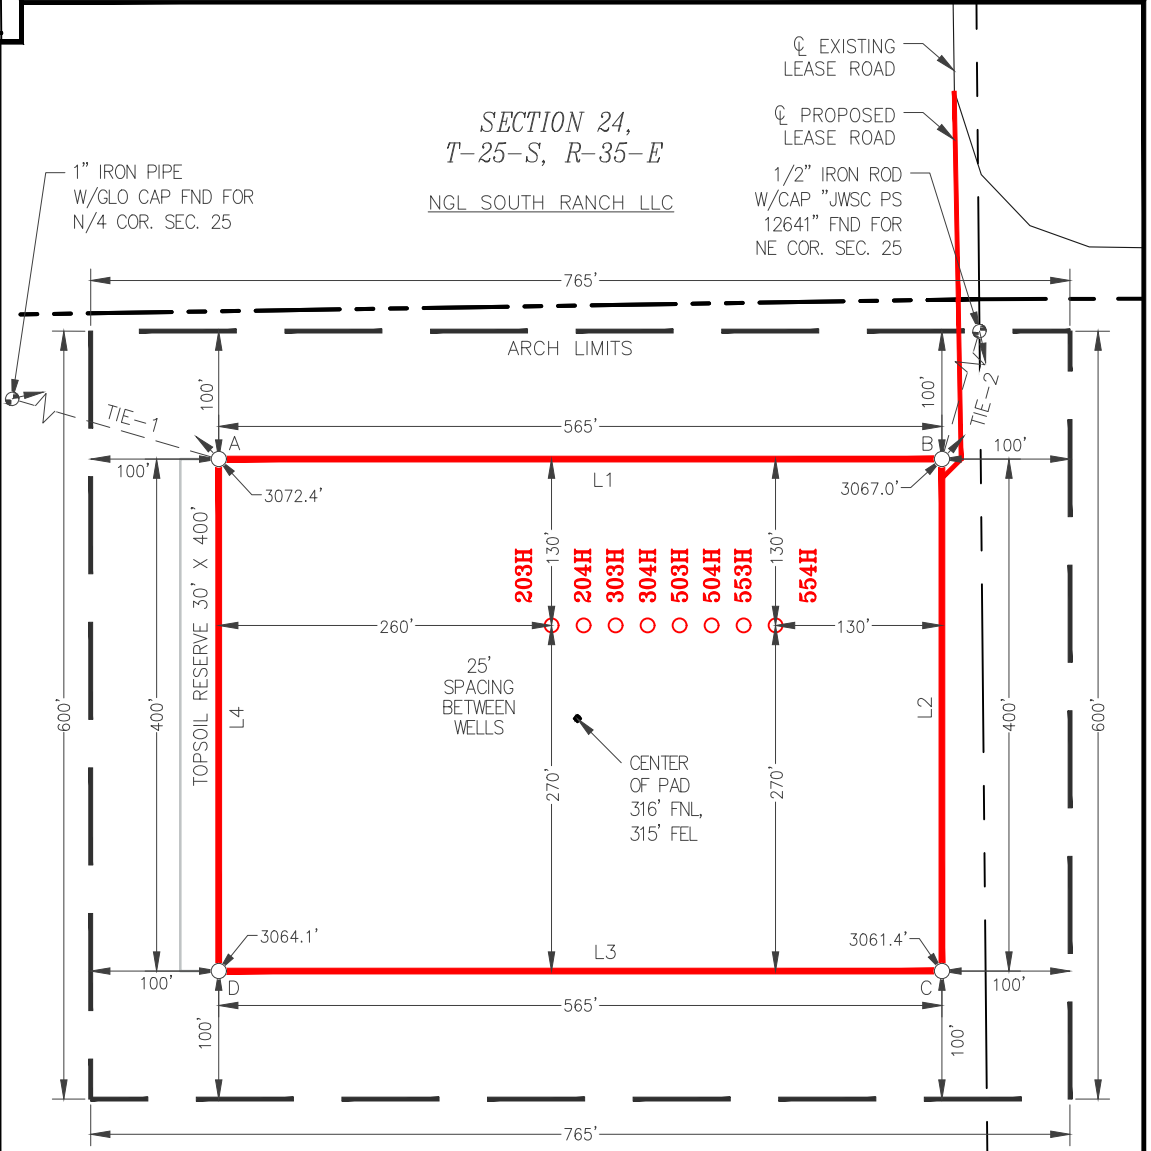 ℄ EXISTING
LEASE ROAD
℄ PROPOSED
LEASE ROAD
SECTION 24,
T-25-S, R-35-E
NGL SOUTH RANCH LLC
1" IRON PIPE
W/GLO CAP FND FOR
N/4 COR. SEC. 25
1/2" IRON ROD
W/CAP "JWSC PS
12641" FND FOR
NE COR. SEC. 25
765'
ARCH LIMITS
100'
100'
TIE-1
TIE-2
565'
A
B
100'
100'
L1
3072.4'
3067.0'
130'
130'
203H
204H
303H
304H
503H
504H
553H
554H
260'
130'
25'
SPACING
BETWEEN
WELLS
TOPSOIL RESERVE 30' X 400'
600'
400'
L4
L2
400'
600'
CENTER
OF PAD
316' FNL,
315' FEL
270'
270'
3064.1'
3061.4'
L3
100'
D
C
100'
565'
100'
100'
765'